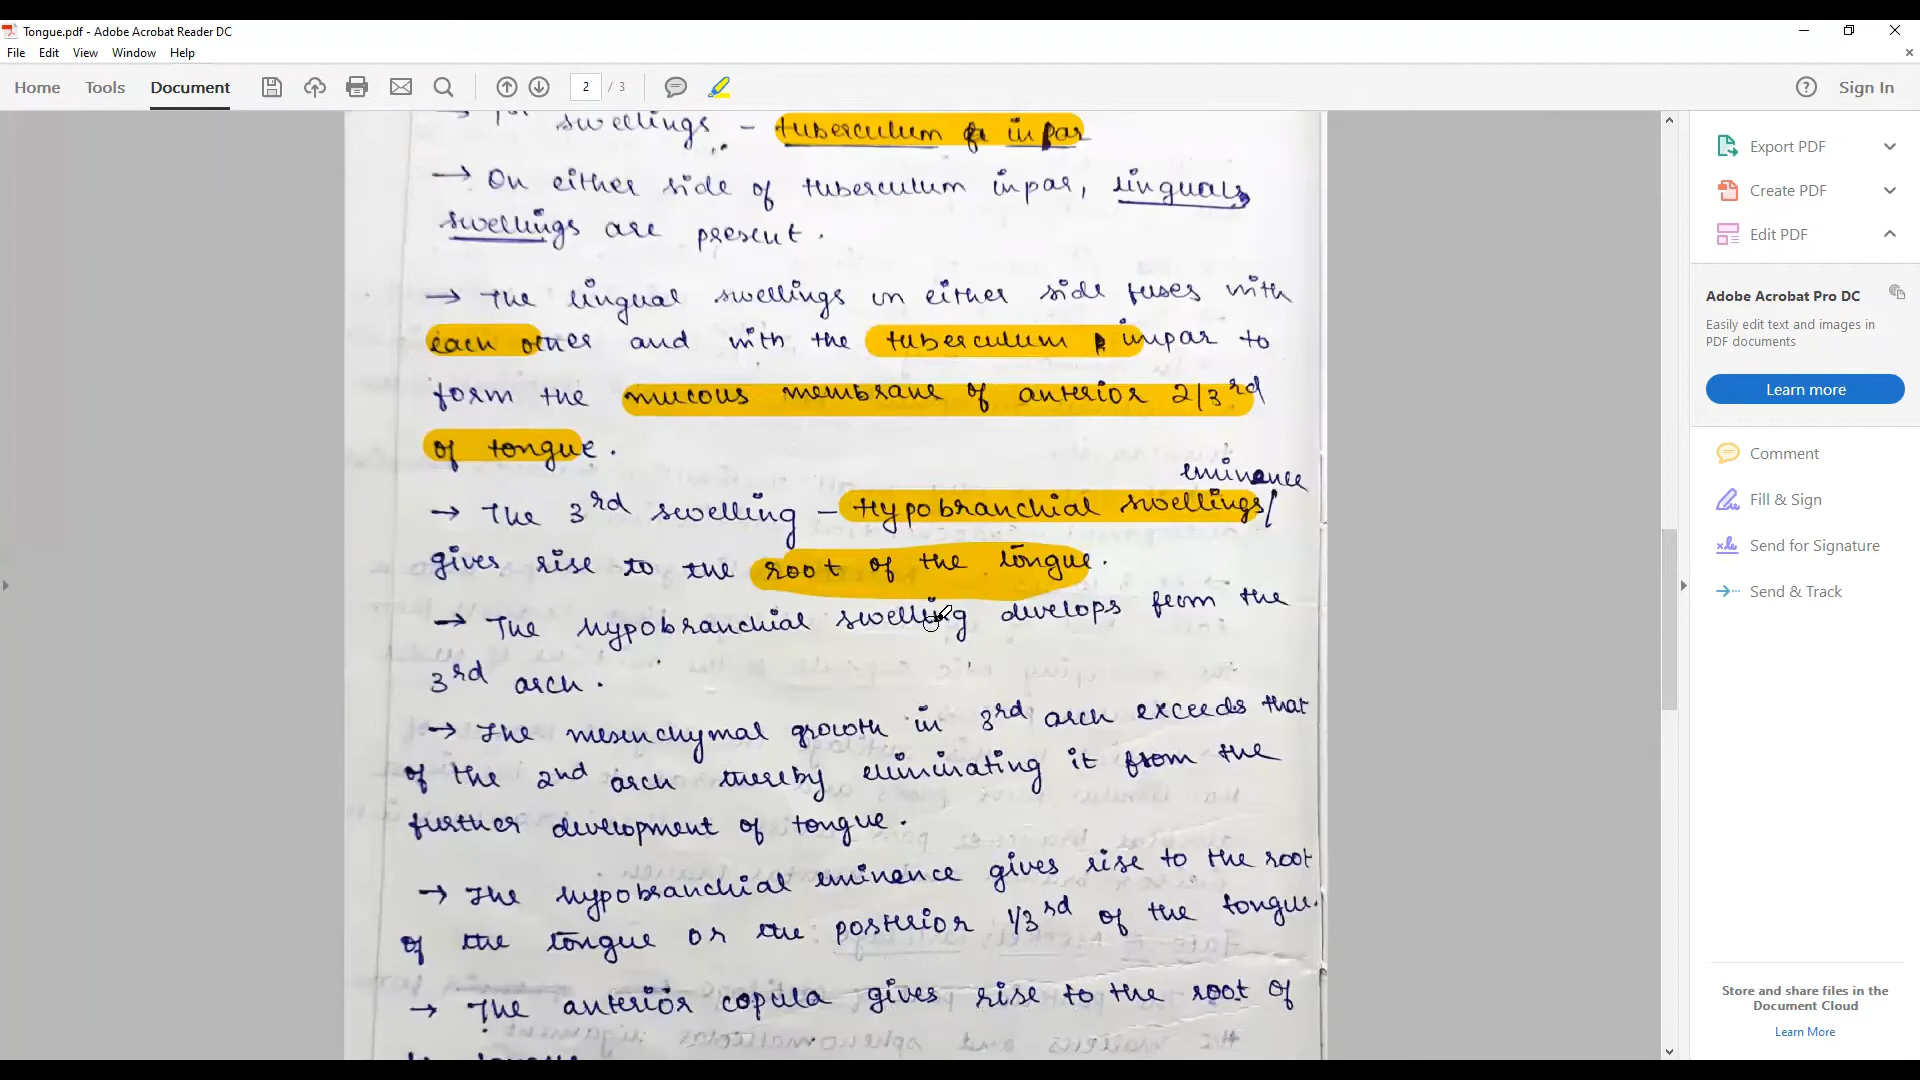 Tongue.pdf - Adobe Acrobat Reader DC
File Edit View Window Help
Home Tools Document 2 / 3 Sign In
swellings - tuberculum impar
→ On either side of tuberculum inpar, linguals
swellings are present.
→ The lingual swellings on either side fuses with
each other and with the tuberculum impar to
form the mucous membrane of anterior 2/3rd
of tongue.
eminence
→ The 3rd swelling - Hypobranchial swellings/
gives rise to the root of the tongue.
→ The hypobranchial swelling develops from the
3rd arch.
→ The mesenchymal growth in 3rd arch exceeds that
of the 2nd arch thereby eliminating it from the
further development of tongue.
→ The hypobranchial eminence gives rise to the root
of the tongue or the posterior 1/3rd of the tongue.
→ The anterior copula gives rise to the root of
Export PDF
Create PDF
Edit PDF
Adobe Acrobat Pro DC
Easily edit text and images in
PDF documents
Learn more
Comment
Fill & Sign
Send for Signature
Send & Track
Store and share files in the
Document Cloud
Learn More